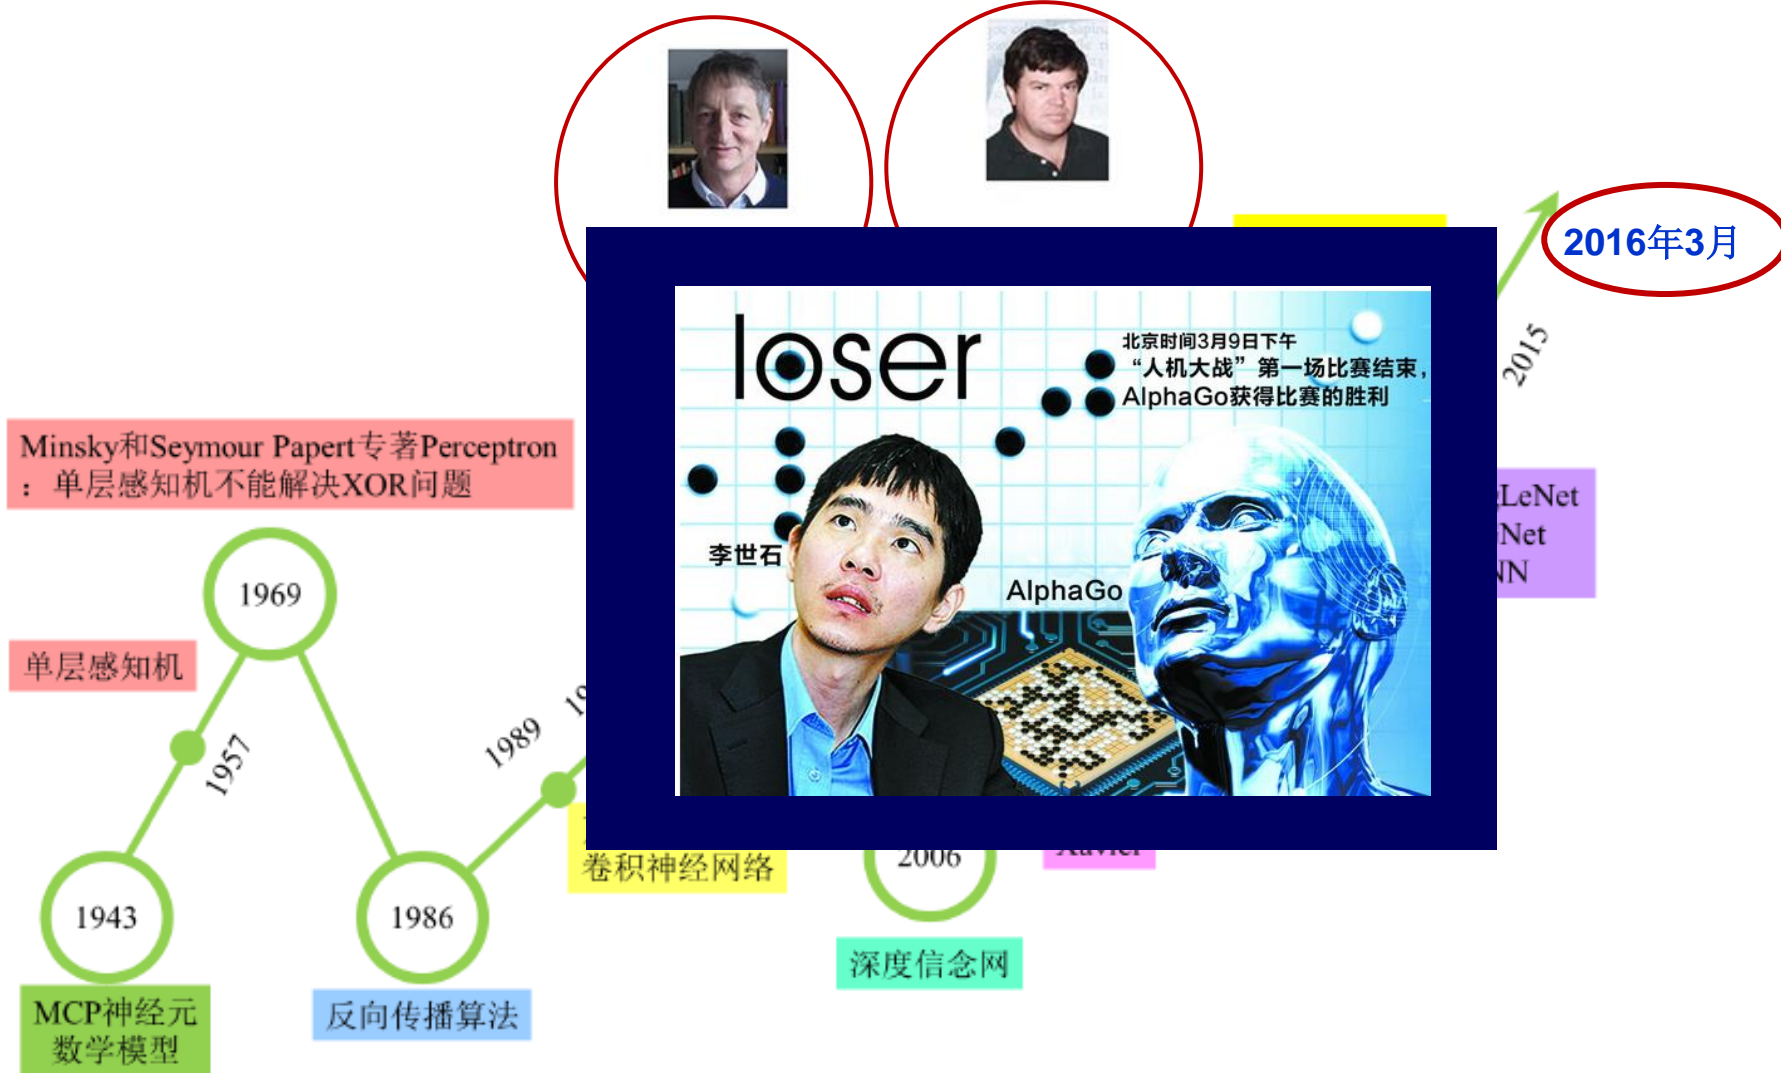 2016年3月
2015
loser
北京时间3月9日下午
“人机大战”第一场比赛结束，
AlphaGo获得比赛的胜利
李世石
AlphaGo
Minsky和Seymour Papert专著Perceptron
：单层感知机不能解决XOR问题
1969
单层感知机
1957
1989
1943
1986
卷积神经网络
2006
Xavier
LeNet
Net
NN
深度信念网
MCP神经元
数学模型
反向传播算法